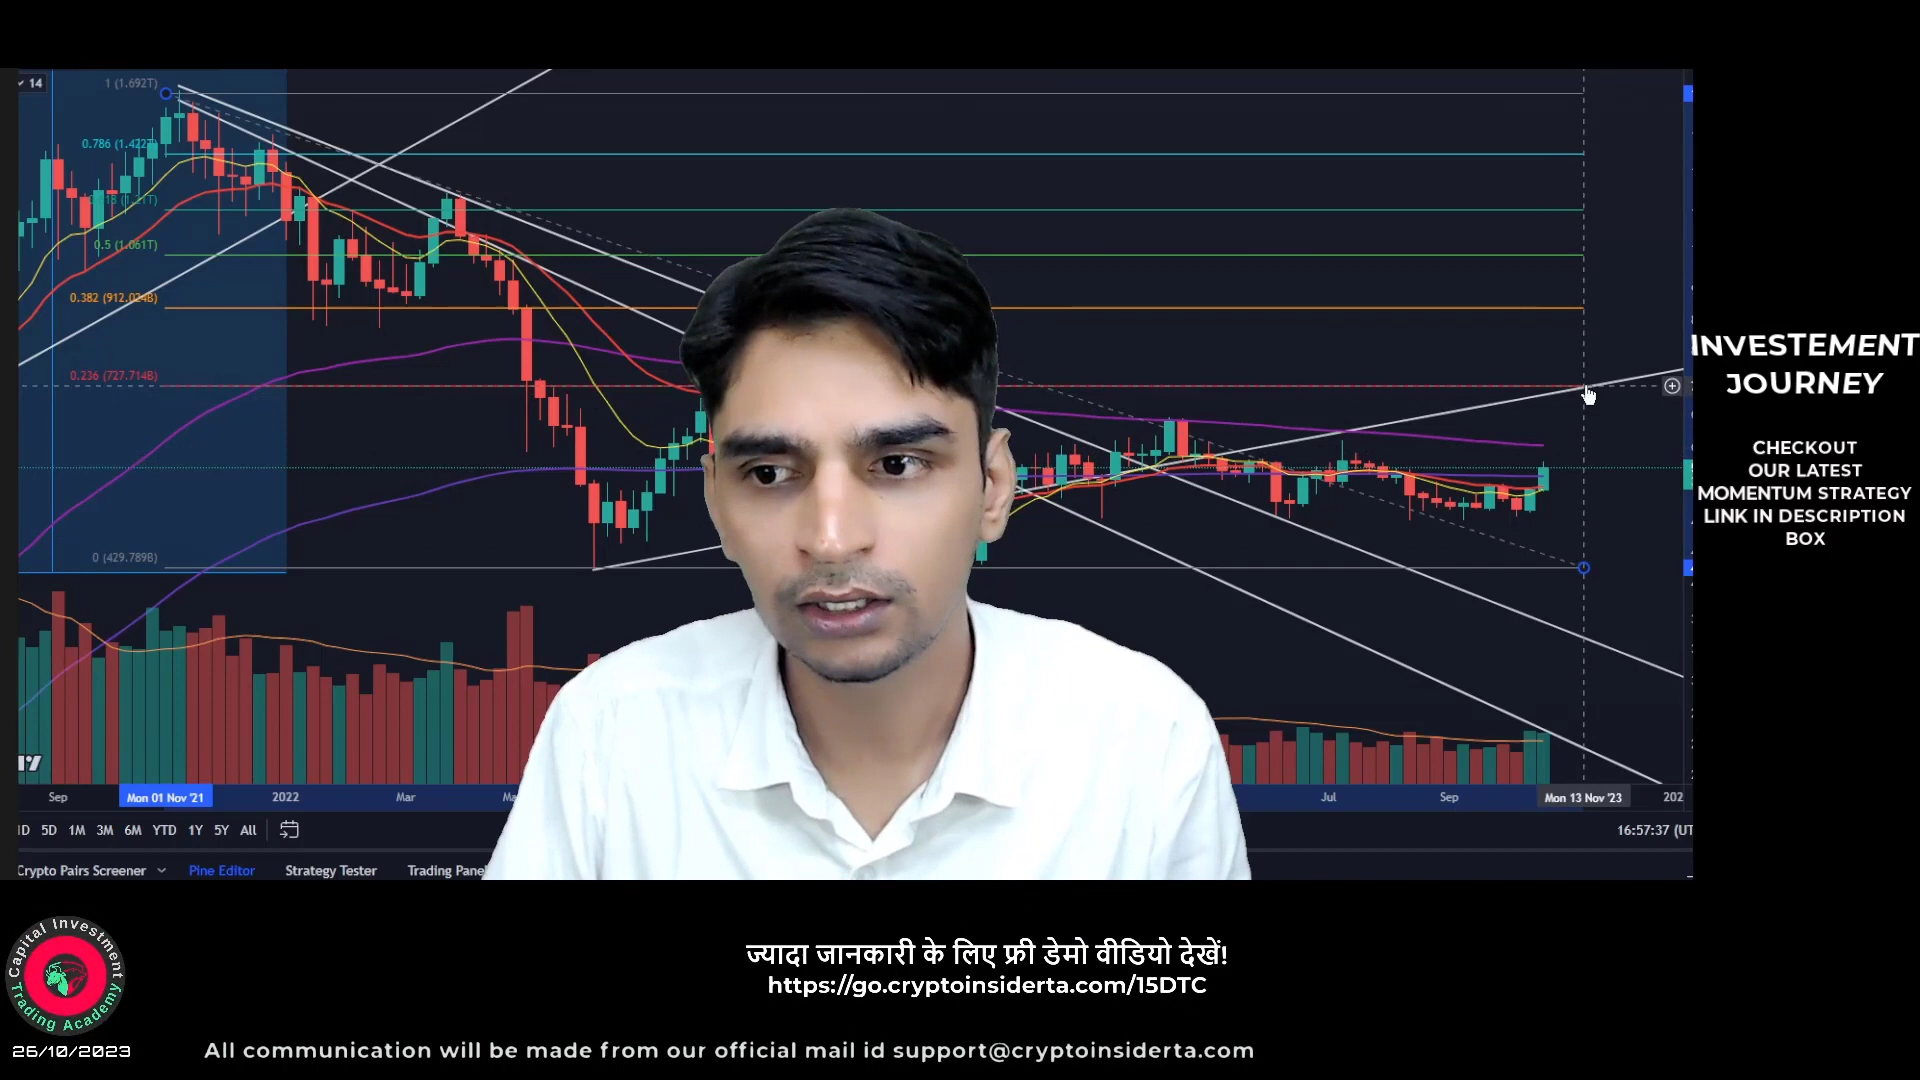 14
1 (1.692T)
0.786 (1.422T)
0.5 (1.061T)
0.382 (912.024B)
0.236 (727.714B)
0 (429.789B)
Sep
Mon 01 Nov '21
2022
Mar
Jul
Sep
Mon 13 Nov '23
5D 1M 3M 6M YTD 1Y 5Y All
16:57:37
Crypto Pairs Screener
Pine Editor
Strategy Tester
Trading
INVESTEMENT
JOURNEY
CHECKOUT
OUR LATEST
MOMENTUM STRATEGY
LINK IN DESCRIPTION
BOX
Capital Investment
Trading Academy
26/10/2023
ज्यादा जानकारी के लिए फ्री डेमो वीडियो देखें!
https://go.cryptoinsiderta.com/15DTC
All communication will be made from our official mail id support@cryptoinsiderta.com